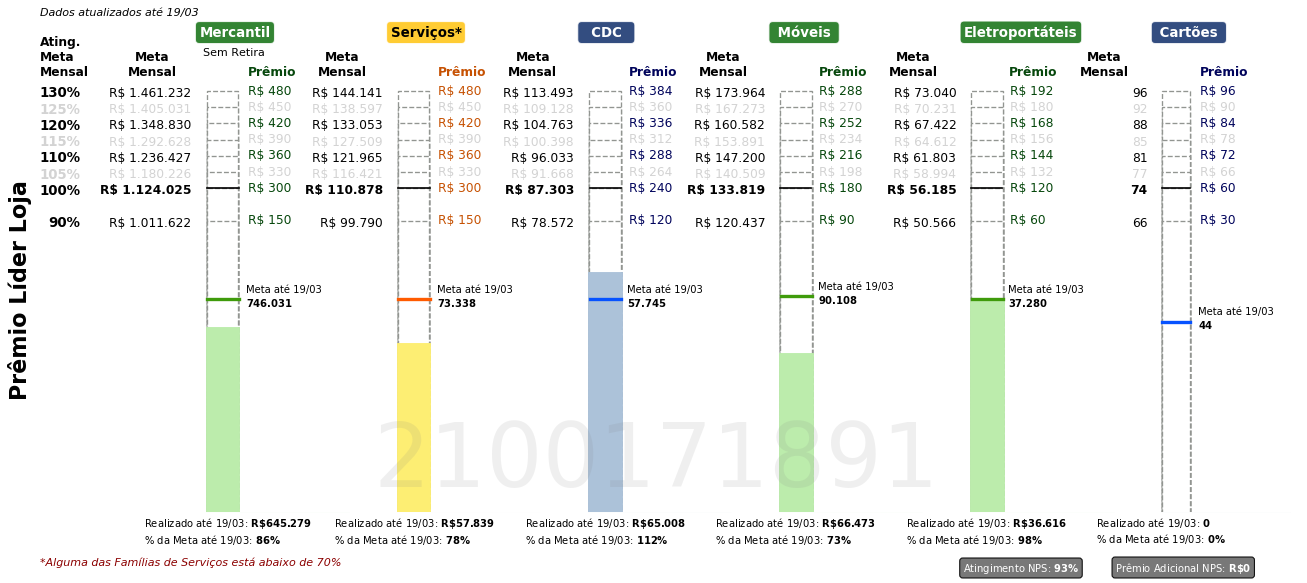 Dados atualizados até 19/03
Mercantil Serviços* CDC Móveis Eletroportáteis Cartões
Sem Retira
Ating. Meta Mensal Meta Mensal Prêmio Meta Mensal Prêmio Meta Mensal Prêmio Meta Mensal Prêmio Meta Mensal Prêmio Meta Mensal Prêmio
130% R$ 1.461.232 R$ 480 R$ 144.141 R$ 480 R$ 113.493 R$ 384 R$ 173.964 R$ 288 R$ 73.040 R$ 192 96 R$ 96
125% R$ 1.405.031 R$ 450 R$ 138.597 R$ 450 R$ 109.128 R$ 360 R$ 167.273 R$ 270 R$ 70.231 R$ 180 92 R$ 90
120% R$ 1.348.830 R$ 420 R$ 133.053 R$ 420 R$ 104.763 R$ 336 R$ 160.582 R$ 252 R$ 67.422 R$ 168 88 R$ 84
115% R$ 1.292.628 R$ 390 R$ 127.509 R$ 390 R$ 100.398 R$ 312 R$ 153.891 R$ 234 R$ 64.612 R$ 156 85 R$ 78
110% R$ 1.236.427 R$ 360 R$ 121.965 R$ 360 R$ 96.033 R$ 288 R$ 147.200 R$ 216 R$ 61.803 R$ 144 81 R$ 72
105% R$ 1.180.226 R$ 330 R$ 116.421 R$ 330 R$ 91.668 R$ 264 R$ 140.509 R$ 198 R$ 58.994 R$ 132 77 R$ 66
100% R$ 1.124.025 R$ 300 R$ 110.878 R$ 300 R$ 87.303 R$ 240 R$ 133.819 R$ 180 R$ 56.185 R$ 120 74 R$ 60
90% R$ 1.011.622 R$ 150 R$ 99.790 R$ 150 R$ 78.572 R$ 120 R$ 120.437 R$ 90 R$ 50.566 R$ 60 66 R$ 30
Prêmio Líder Loja
Meta até 19/03 Meta até 19/03 Meta até 19/03 Meta até 19/03 Meta até 19/03 Meta até 19/03
746.031 73.338 57.745 90.108 37.280 44
2100171891
Realizado até 19/03: R$645.279 Realizado até 19/03: R$57.839 Realizado até 19/03: R$65.008 Realizado até 19/03: R$66.473 Realizado até 19/03: R$36.616 Realizado até 19/03: 0
% da Meta até 19/03: 86% % da Meta até 19/03: 78% % da Meta até 19/03: 112% % da Meta até 19/03: 73% % da Meta até 19/03: 98% % da Meta até 19/03: 0%
*Alguma das Famílias de Serviços está abaixo de 70%
Atingimento NPS: 93% Prêmio Adicional NPS: R$0